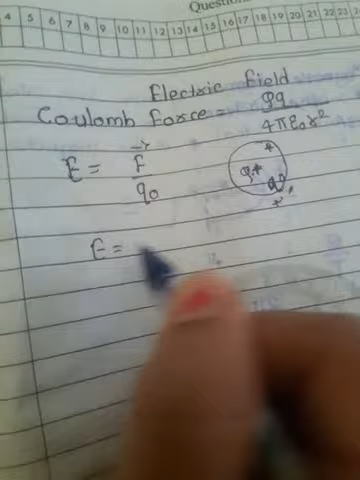 Question
4 5 6 7 8 9 10 11 12 13 14 15 16 17 18 19 20 21 22 23
Electric field
Coulomb force = Qq / 4πε₀r²
E = F⃗ / q₀
+
Q+
+
E =